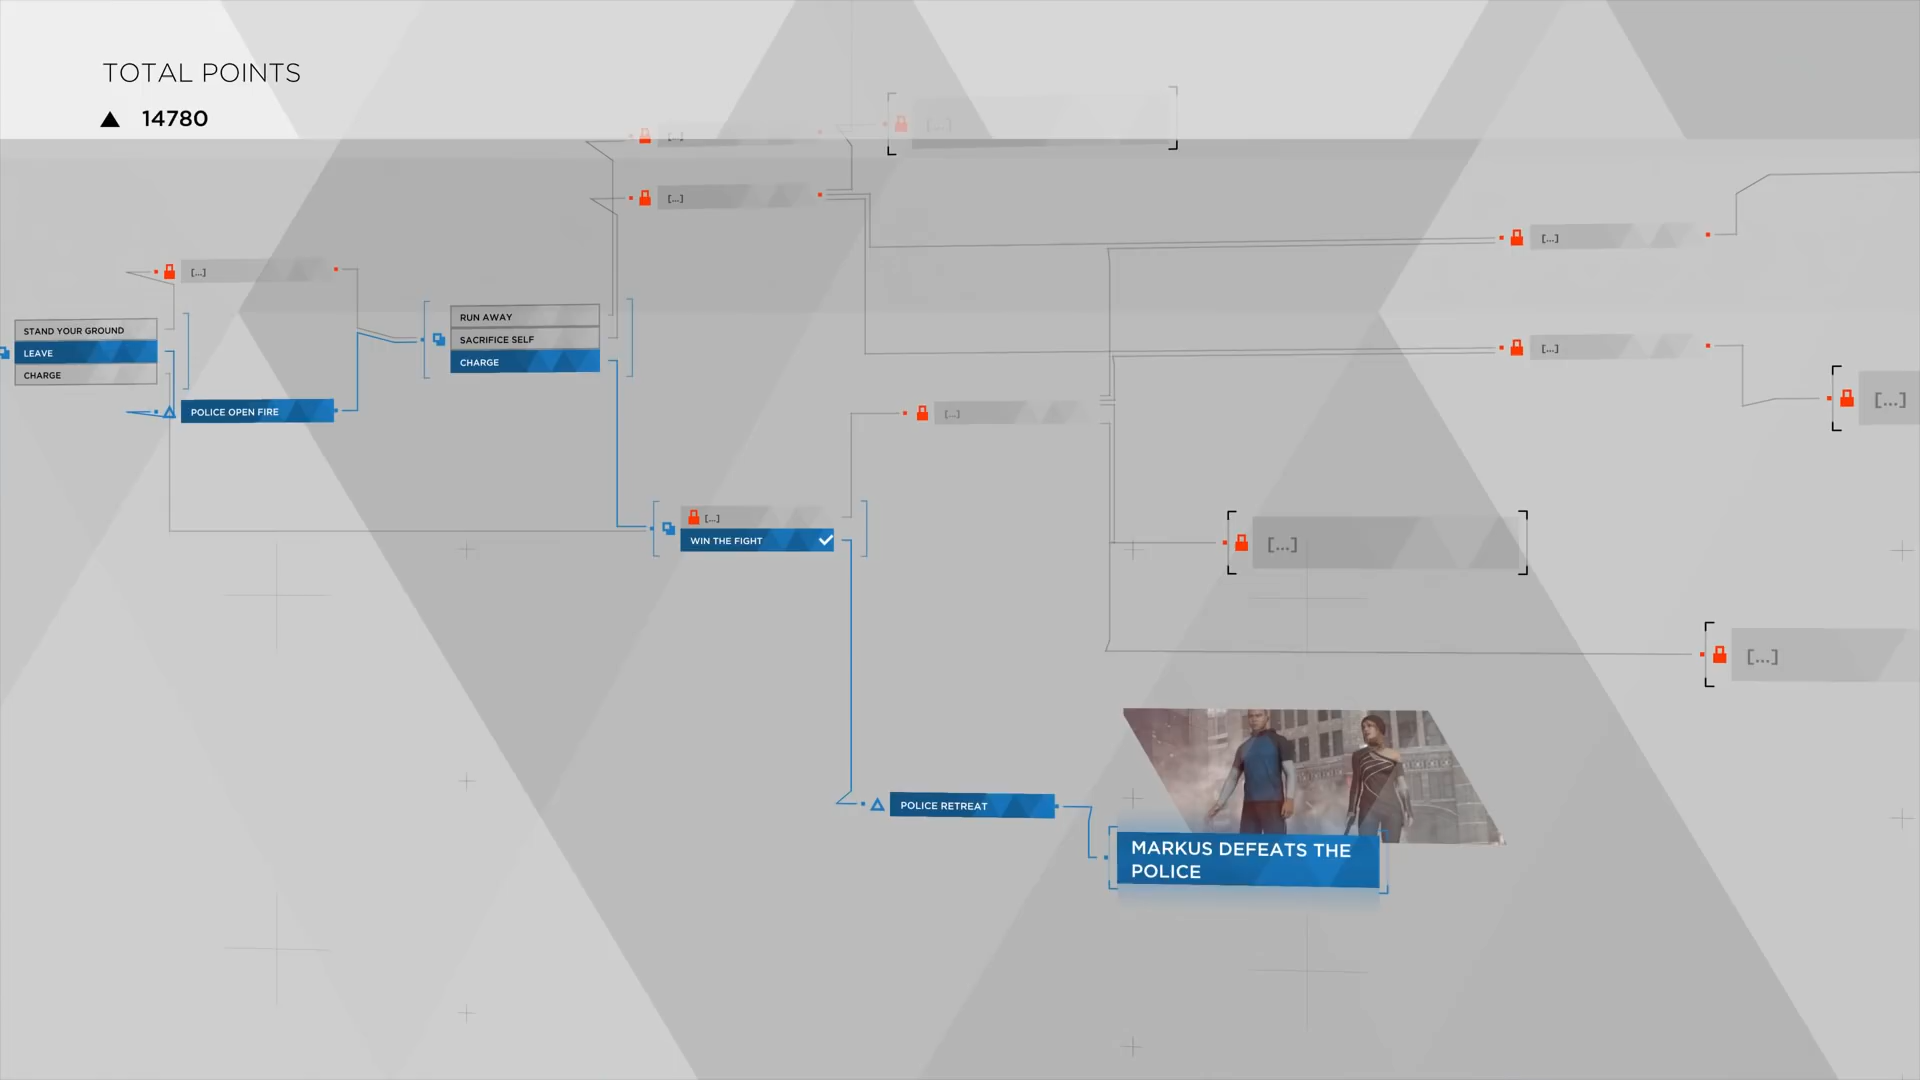 TOTAL POINTS
14780
[...]
[...]
[...]
[...]
[...]
STAND YOUR GROUND
LEAVE
CHARGE
RUN AWAY
SACRIFICE SELF
CHARGE
[...]
[...]
POLICE OPEN FIRE
[...]
[...]
WIN THE FIGHT
[...]
[...]
POLICE RETREAT
MARKUS DEFEATS THE
POLICE